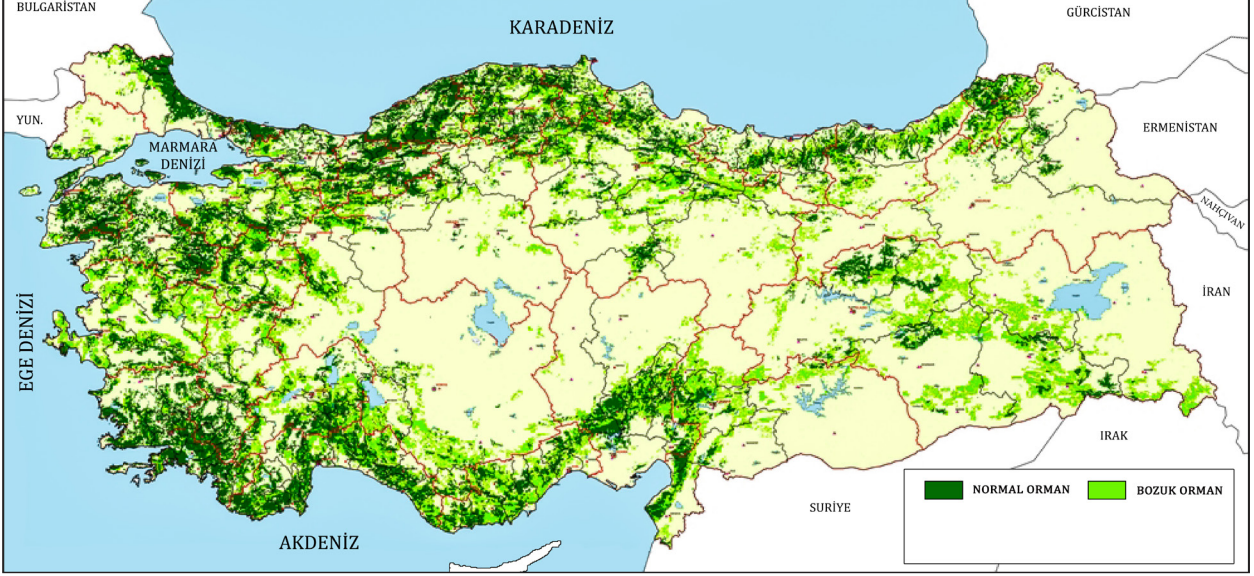 BULGARİSTAN
KARADENİZ
GÜRCİSTAN
YUN.
MARMARA
DENİZİ
ERMENİSTAN
NAHÇIVAN
EGE DENİZİ
İRAN
IRAK
NORMAL ORMAN
BOZUK ORMAN
SURİYE
AKDENİZ